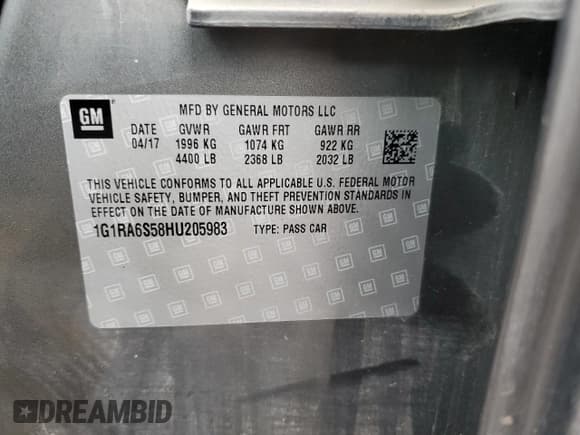 GM
MFD BY GENERAL MOTORS LLC
DATE GVWR GAWR FRT GAWR RR
04/17 1996 KG 1074 KG 922 KG
4400 LB 2368 LB 2032 LB
THIS VEHICLE CONFORMS TO ALL APPLICABLE U.S. FEDERAL MOTOR
VEHICLE SAFETY, BUMPER, AND THEFT PREVENTION STANDARDS IN
EFFECT ON THE DATE OF MANUFACTURE SHOWN ABOVE.
1G1RA6S58HU205983 TYPE: PASS CAR
DREAMBID